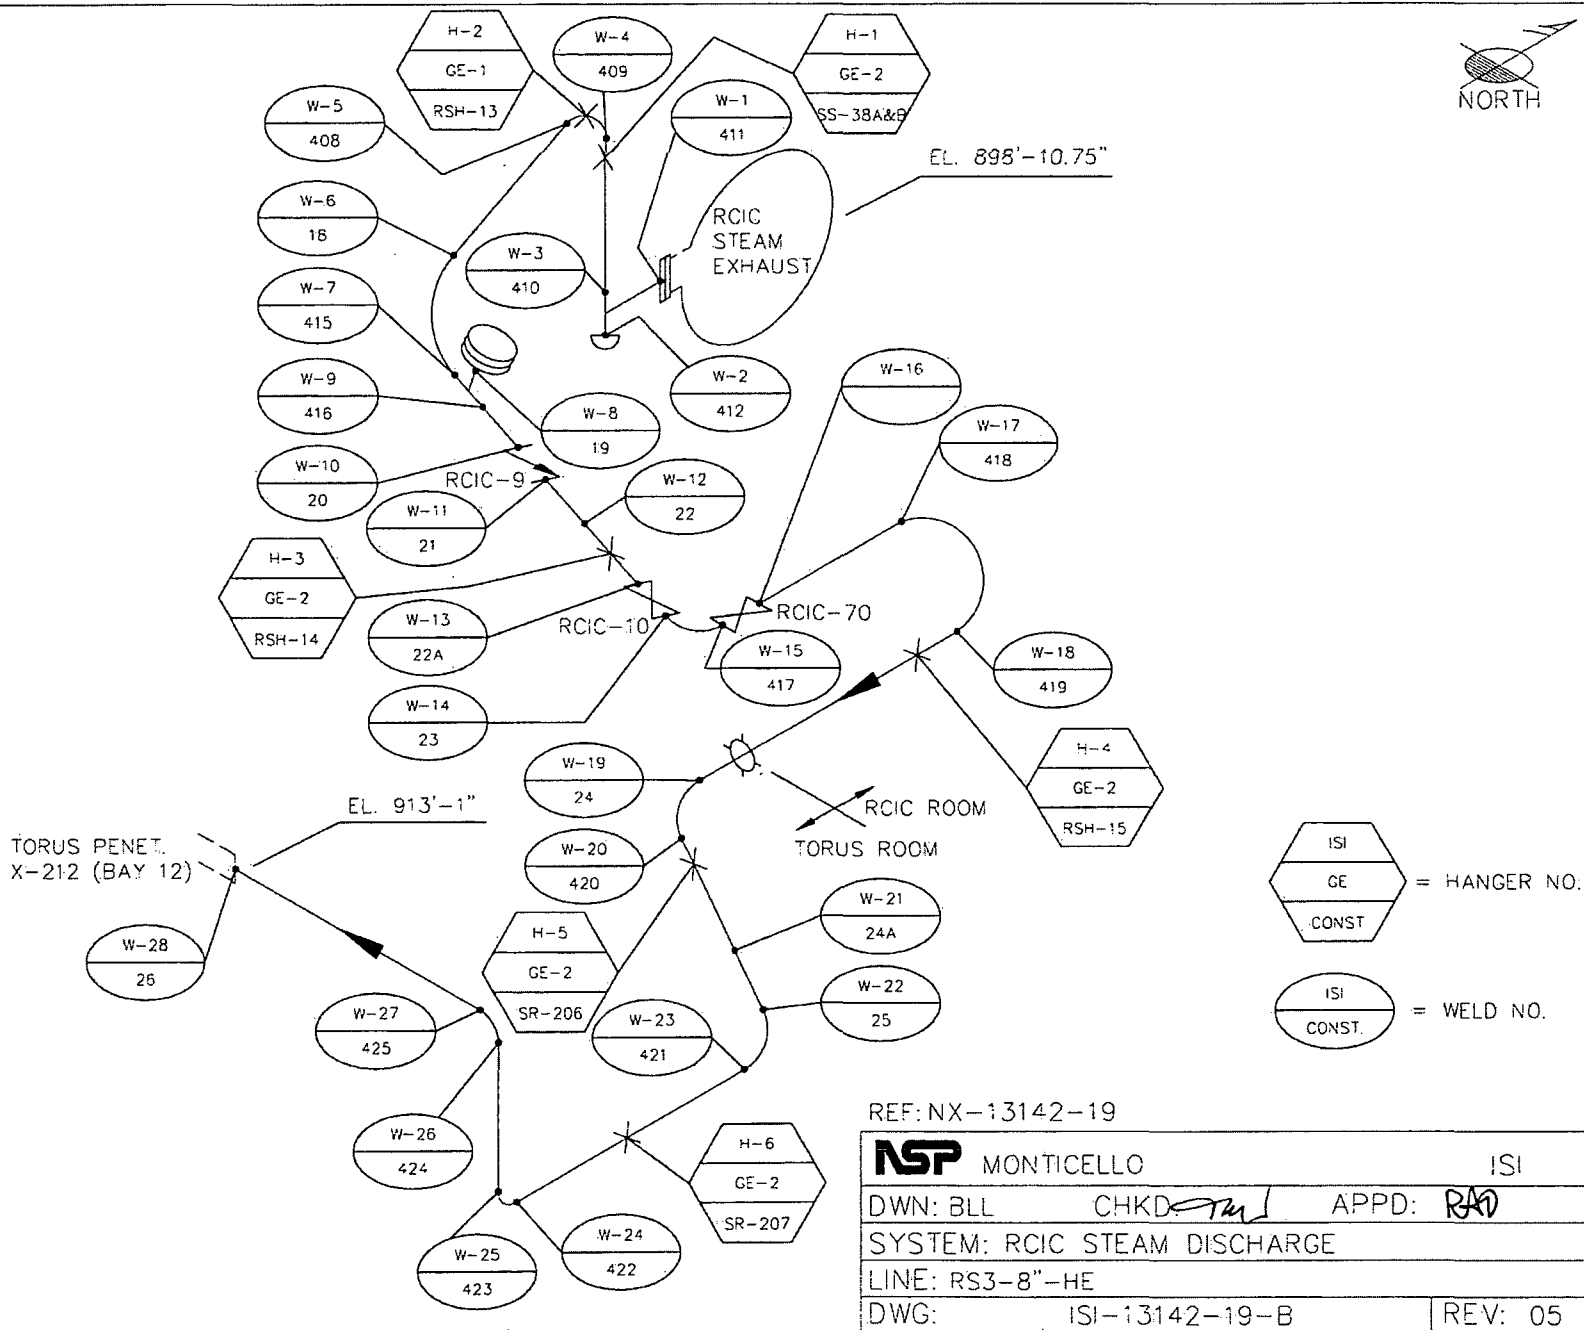 H-2
GE-1
RSH-13
W-4
409
H-1
GE-2
SS-38A&B
NORTH
W-5
408
W-1
411
EL. 898'-10.75"
W-6
18
RCIC
STEAM
EXHAUST
W-3
410
W-7
415
W-9
416
W-2
412
W-16
W-8
19
W-17
418
W-10
20
RCIC-9
W-12
22
W-11
21
H-3
GE-2
RSH-14
W-13
22A
RCIC-10
RCIC-70
W-15
417
W-18
419
W-14
23
H-4
GE-2
RSH-15
W-19
24
RCIC ROOM
TORUS ROOM
EL. 913'-1"
TORUS PENET.
X-212 (BAY 12)
W-20
420
W-21
24A
ISI
GE
CONST
= HANGER NO.
W-28
26
H-5
GE-2
SR-206
W-22
25
ISI
CONST.
= WELD NO.
W-27
425
W-23
421
W-26
424
H-6
GE-2
SR-207
W-25
423
W-24
422
REF: NX-13142-19
NSP MONTICELLO ISI
DWN: BLL CHKD APPD: RAD
SYSTEM: RCIC STEAM DISCHARGE
LINE: RS3-8"-HE
DWG: ISI-13142-19-B REV: 05